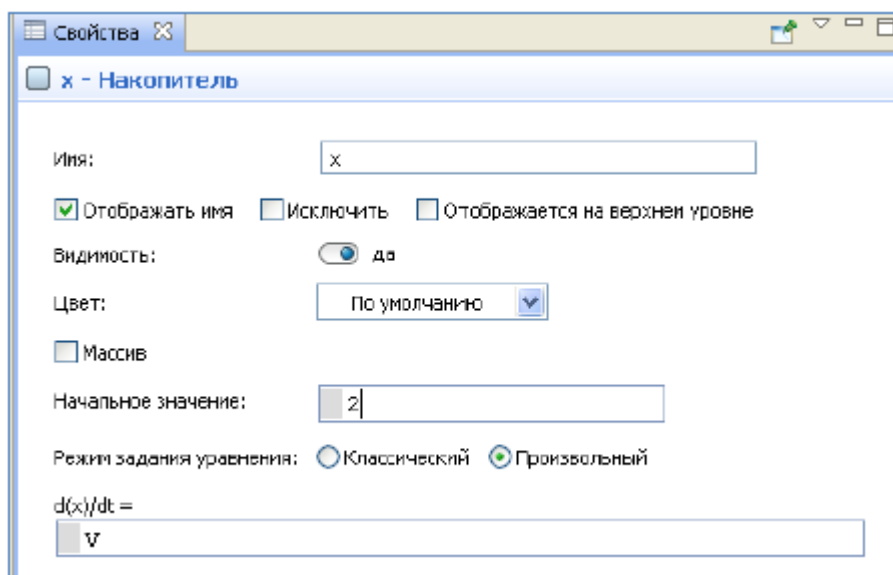 Свойства
x - Накопитель
Имя: x
Отображать имя Исключить Отображается на верхнем уровне
Видимость: да
Цвет: По умолчанию
Массив
Начальное значение: 2
Режим задания уравнения: Классический Произвольный
d(x)/dt =
V